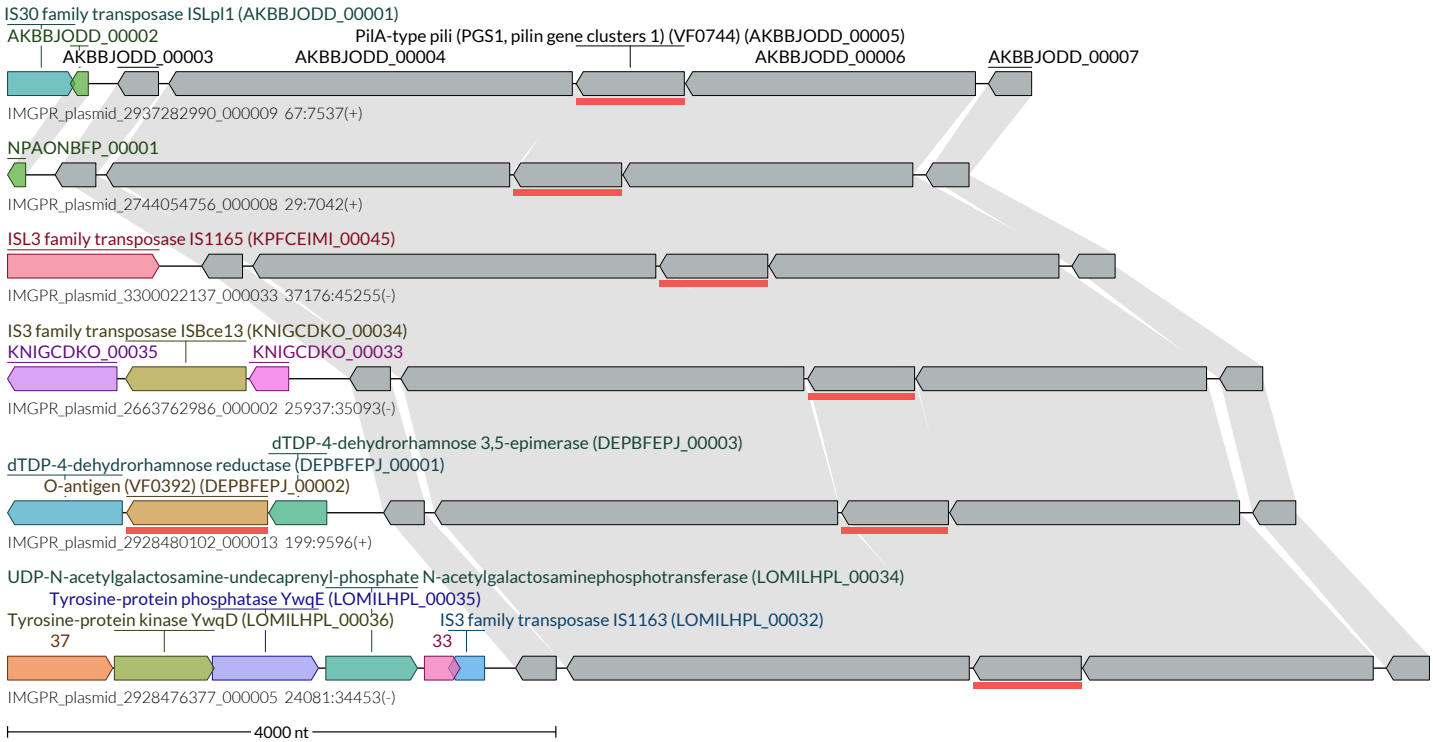 IS30 family transposase ISLpl1 (AKBBJODD_00001)
AKBBJODD_00002
PilA-type pili (PGS1, pilin gene clusters 1) (VF0744) (AKBBJODD_00005)
AKBBJODD_00003
AKBBJODD_00004
AKBBJODD_00006
AKBBJODD_00007
IMGPR_plasmid_2937282990_000009 67:7537(+)
NPAONBFP_00001
IMGPR_plasmid_2744054756_000008 29:7042(+)
ISL3 family transposase IS1165 (KPFCEIMI_00045)
IMGPR_plasmid_3300022137_000033 37176:45255(-)
IS3 family transposase ISBce13 (KNIGCDKO_00034)
KNIGCDKO_00035
KNIGCDKO_00033
IMGPR_plasmid_2663762986_000002 25937:35093(-)
dTDP-4-dehydrorhamnose 3,5-epimerase (DEPBFEPJ_00003)
dTDP-4-dehydrorhamnose reductase (DEPBFEPJ_00001)
O-antigen (VF0392) (DEPBFEPJ_00002)
IMGPR_plasmid_2928480102_000013 199:9596(+)
UDP-N-acetylgalactosamine-undecaprenyl-phosphate N-acetylgalactosaminephosphotransferase (LOMILHPL_00034)
Tyrosine-protein phosphatase YwqE (LOMILHPL_00035)
Tyrosine-protein kinase YwqD (LOMILHPL_00036)
IS3 family transposase IS1163 (LOMILHPL_00032)
37
33
IMGPR_plasmid_2928476377_000005 24081:34453(-)
4000 nt